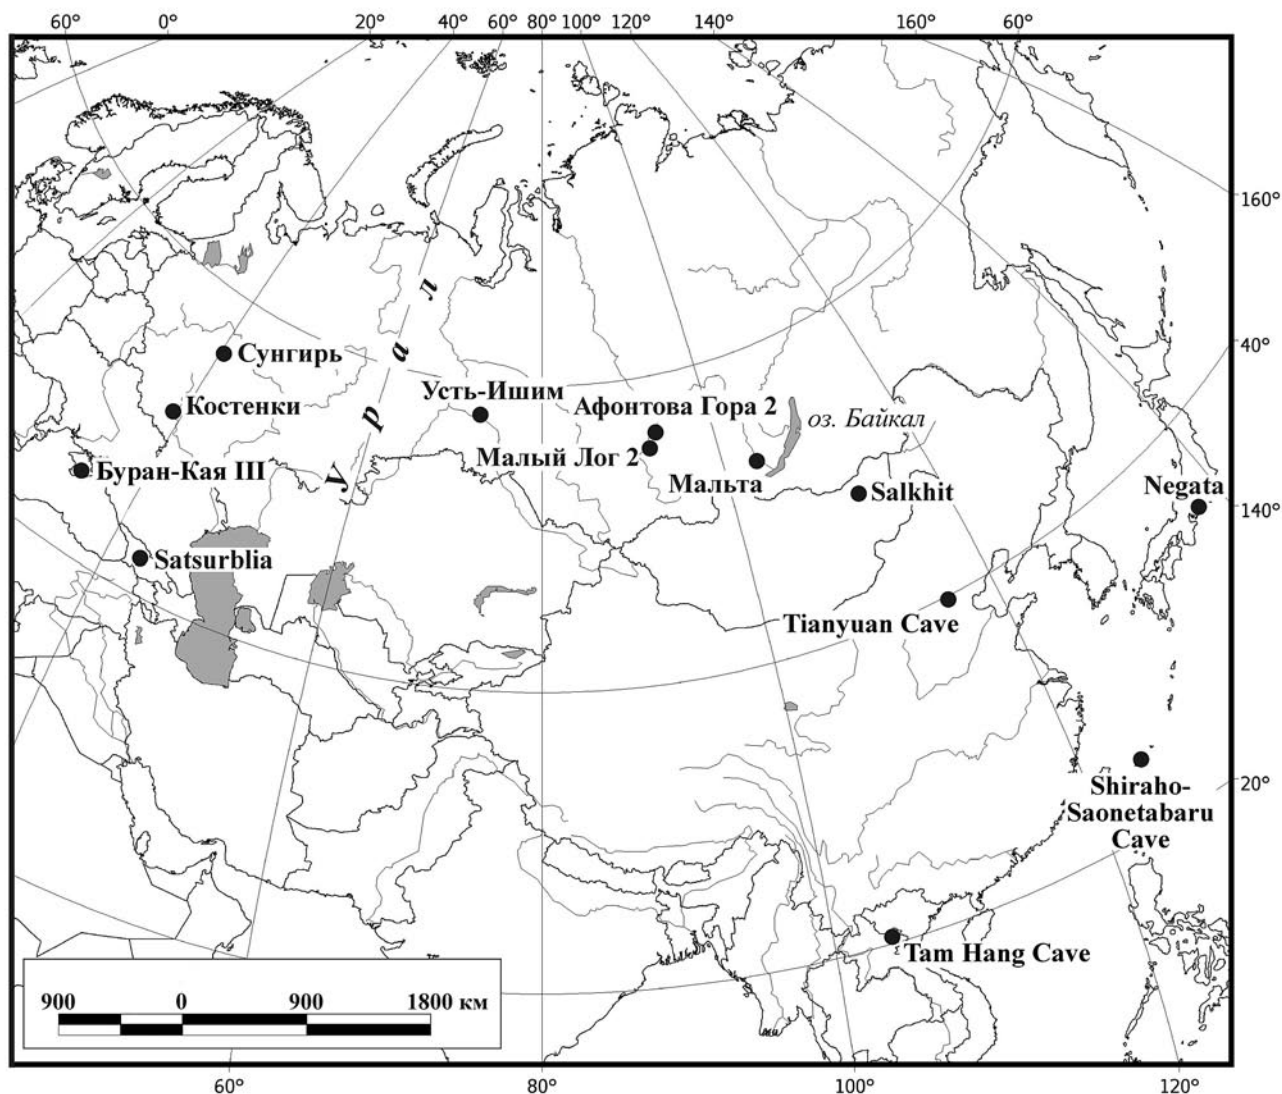 60° 0° 20° 40° 60° 80° 100° 120° 140° 160° 60°
160°
Урал
40°
Сунгирь
Усть-Ишим
Костенки
Афонтова Гора 2
оз. Байкал
Малый Лог 2
Буран-Кая III
Мальта
Salkhit
Negata
140°
Satsurblia
Tianyuan Cave
20°
Shiraho-
Saonetabaru
Cave
Tam Hang Cave
900 0 900 1800 км
60° 80° 100° 120°